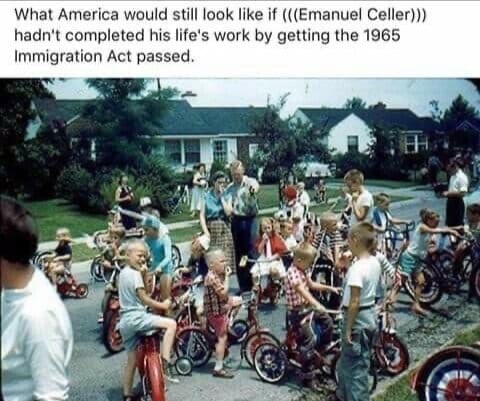 What America would still look like if (((Emanuel Celler)))
hadn't completed his life's work by getting the 1965
Immigration Act passed.